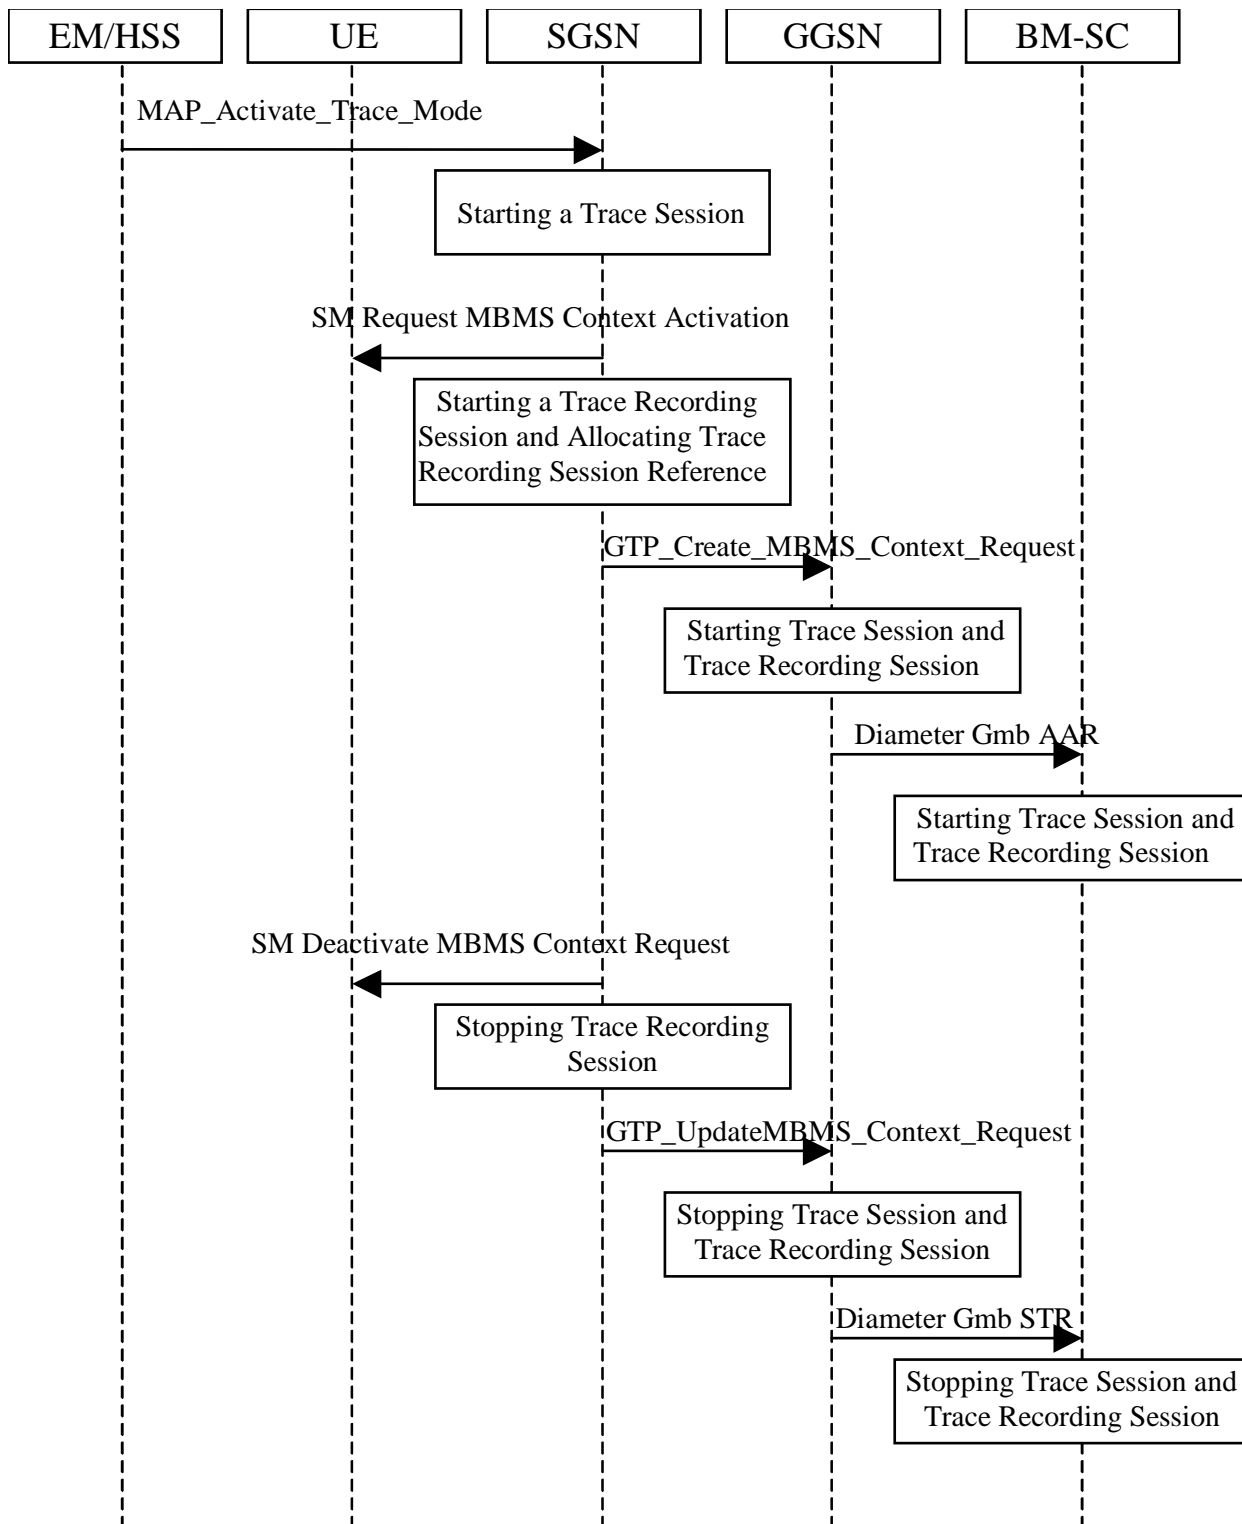 EM/HSS
UE
SGSN
GGSN
BM-SC
MAP_Activate_Trace_Mode
Starting a Trace Session
SM Request MBMS Context Activation
Starting a Trace Recording
Session and Allocating Trace
Recording Session Reference
GTP_Create_MBMS_Context_Request
Starting Trace Session and
Trace Recording Session
Diameter Gmb AAR
Starting Trace Session and
Trace Recording Session
SM Deactivate MBMS Context Request
Stopping Trace Recording
Session
GTP_UpdateMBMS_Context_Request
Stopping Trace Session and
Trace Recording Session
Diameter Gmb STR
Stopping Trace Session and
Trace Recording Session